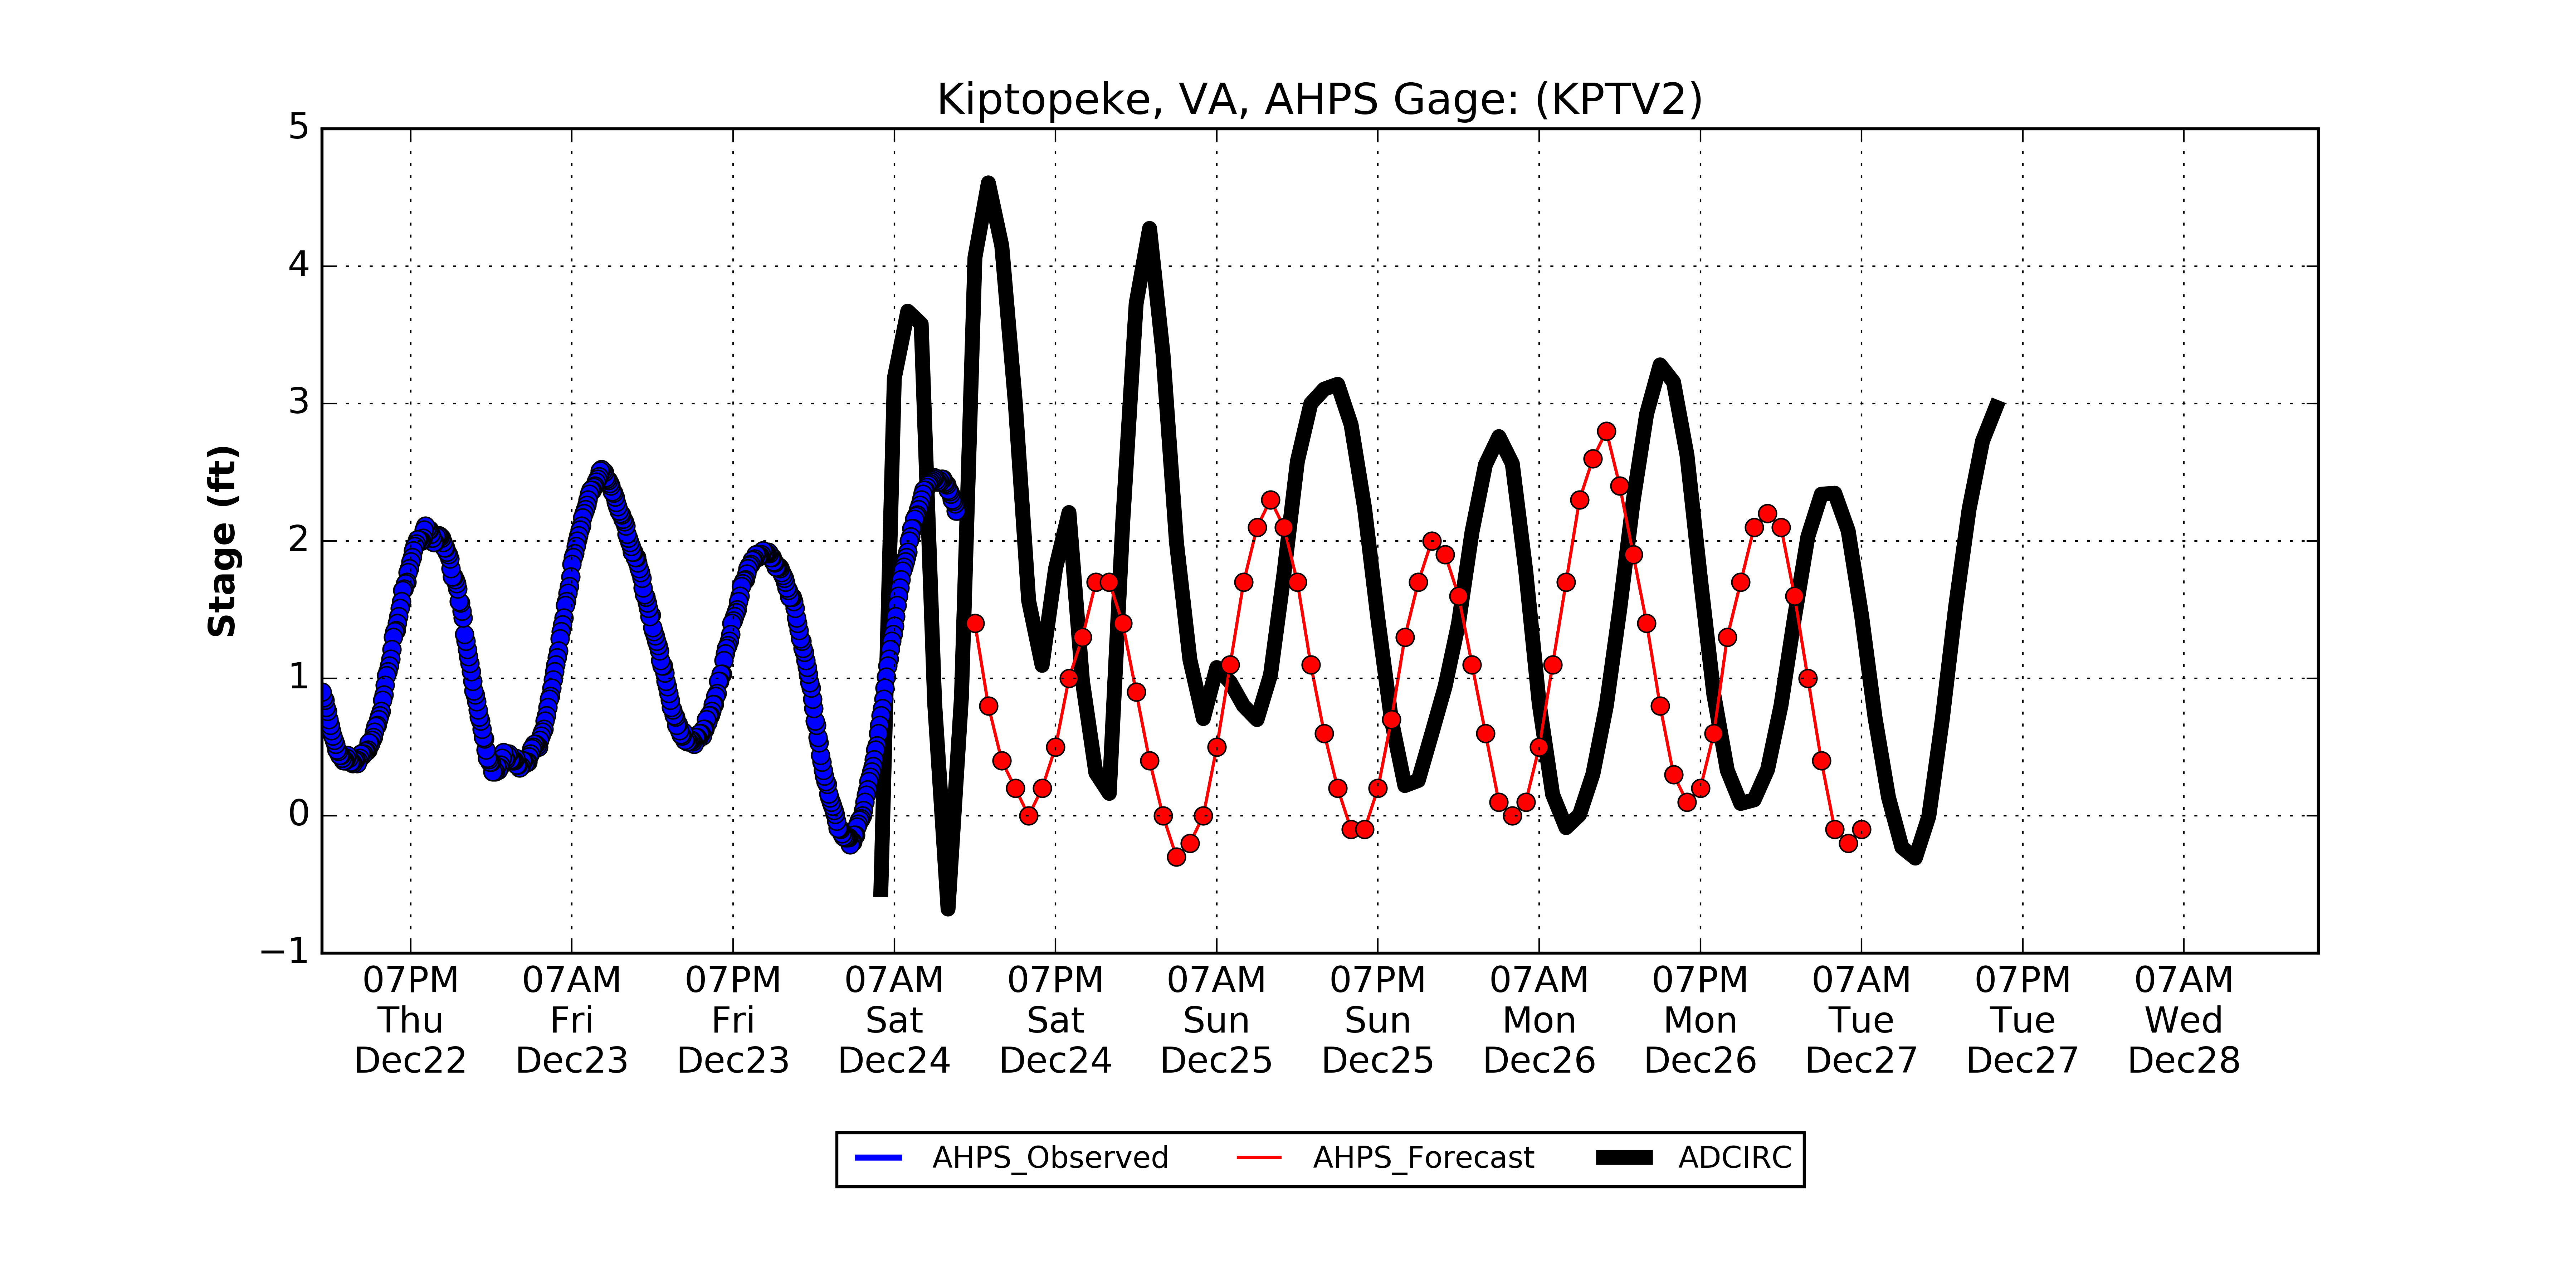 Kiptopeke, VA, AHPS Gage: (KPTV2)
5
4
3
2
1
0
−1
Stage (ft)
07PM 07AM 07PM 07AM 07PM 07AM 07PM 07AM 07PM 07AM 07PM 07AM
Thu Fri Fri Sat Sat Sun Sun Mon Mon Tue Tue Wed
Dec22 Dec23 Dec23 Dec24 Dec24 Dec25 Dec25 Dec26 Dec26 Dec27 Dec27 Dec28
AHPS_Observed AHPS_Forecast ADCIRC